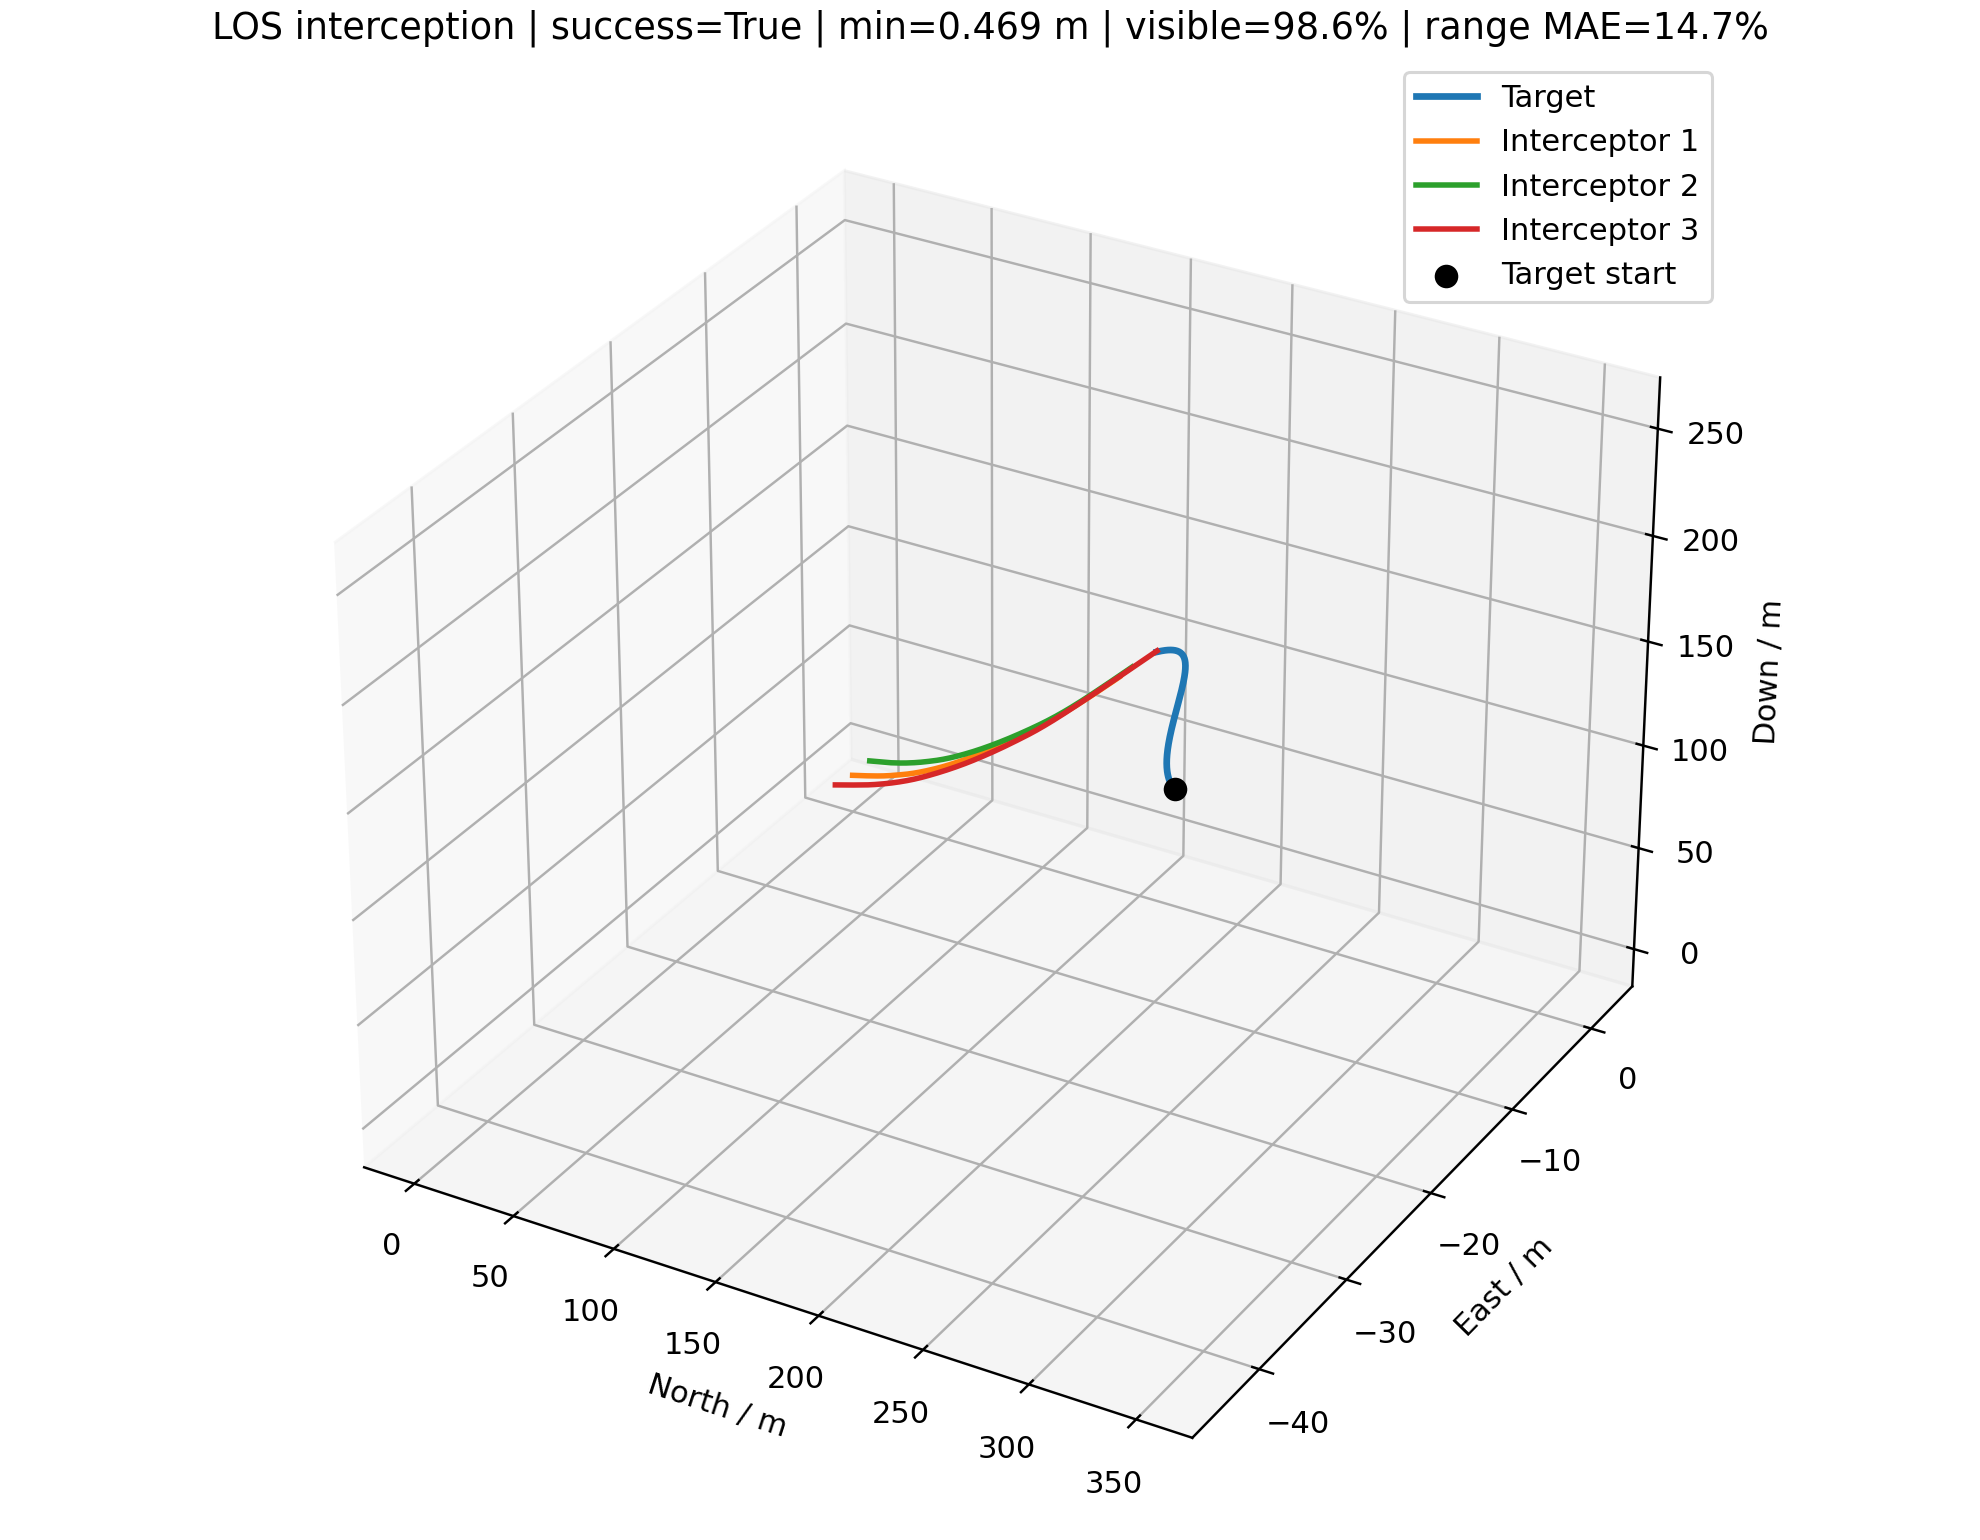 LOS interception | success=True | min=0.469 m | visible=98.6% | range MAE=14.7%
Target
Interceptor 1
Interceptor 2
Interceptor 3
Target start
250
200
150
100
50
0
Down / m
0
−10
−20
−30
−40
East / m
0
50
100
150
200
250
300
350
North / m